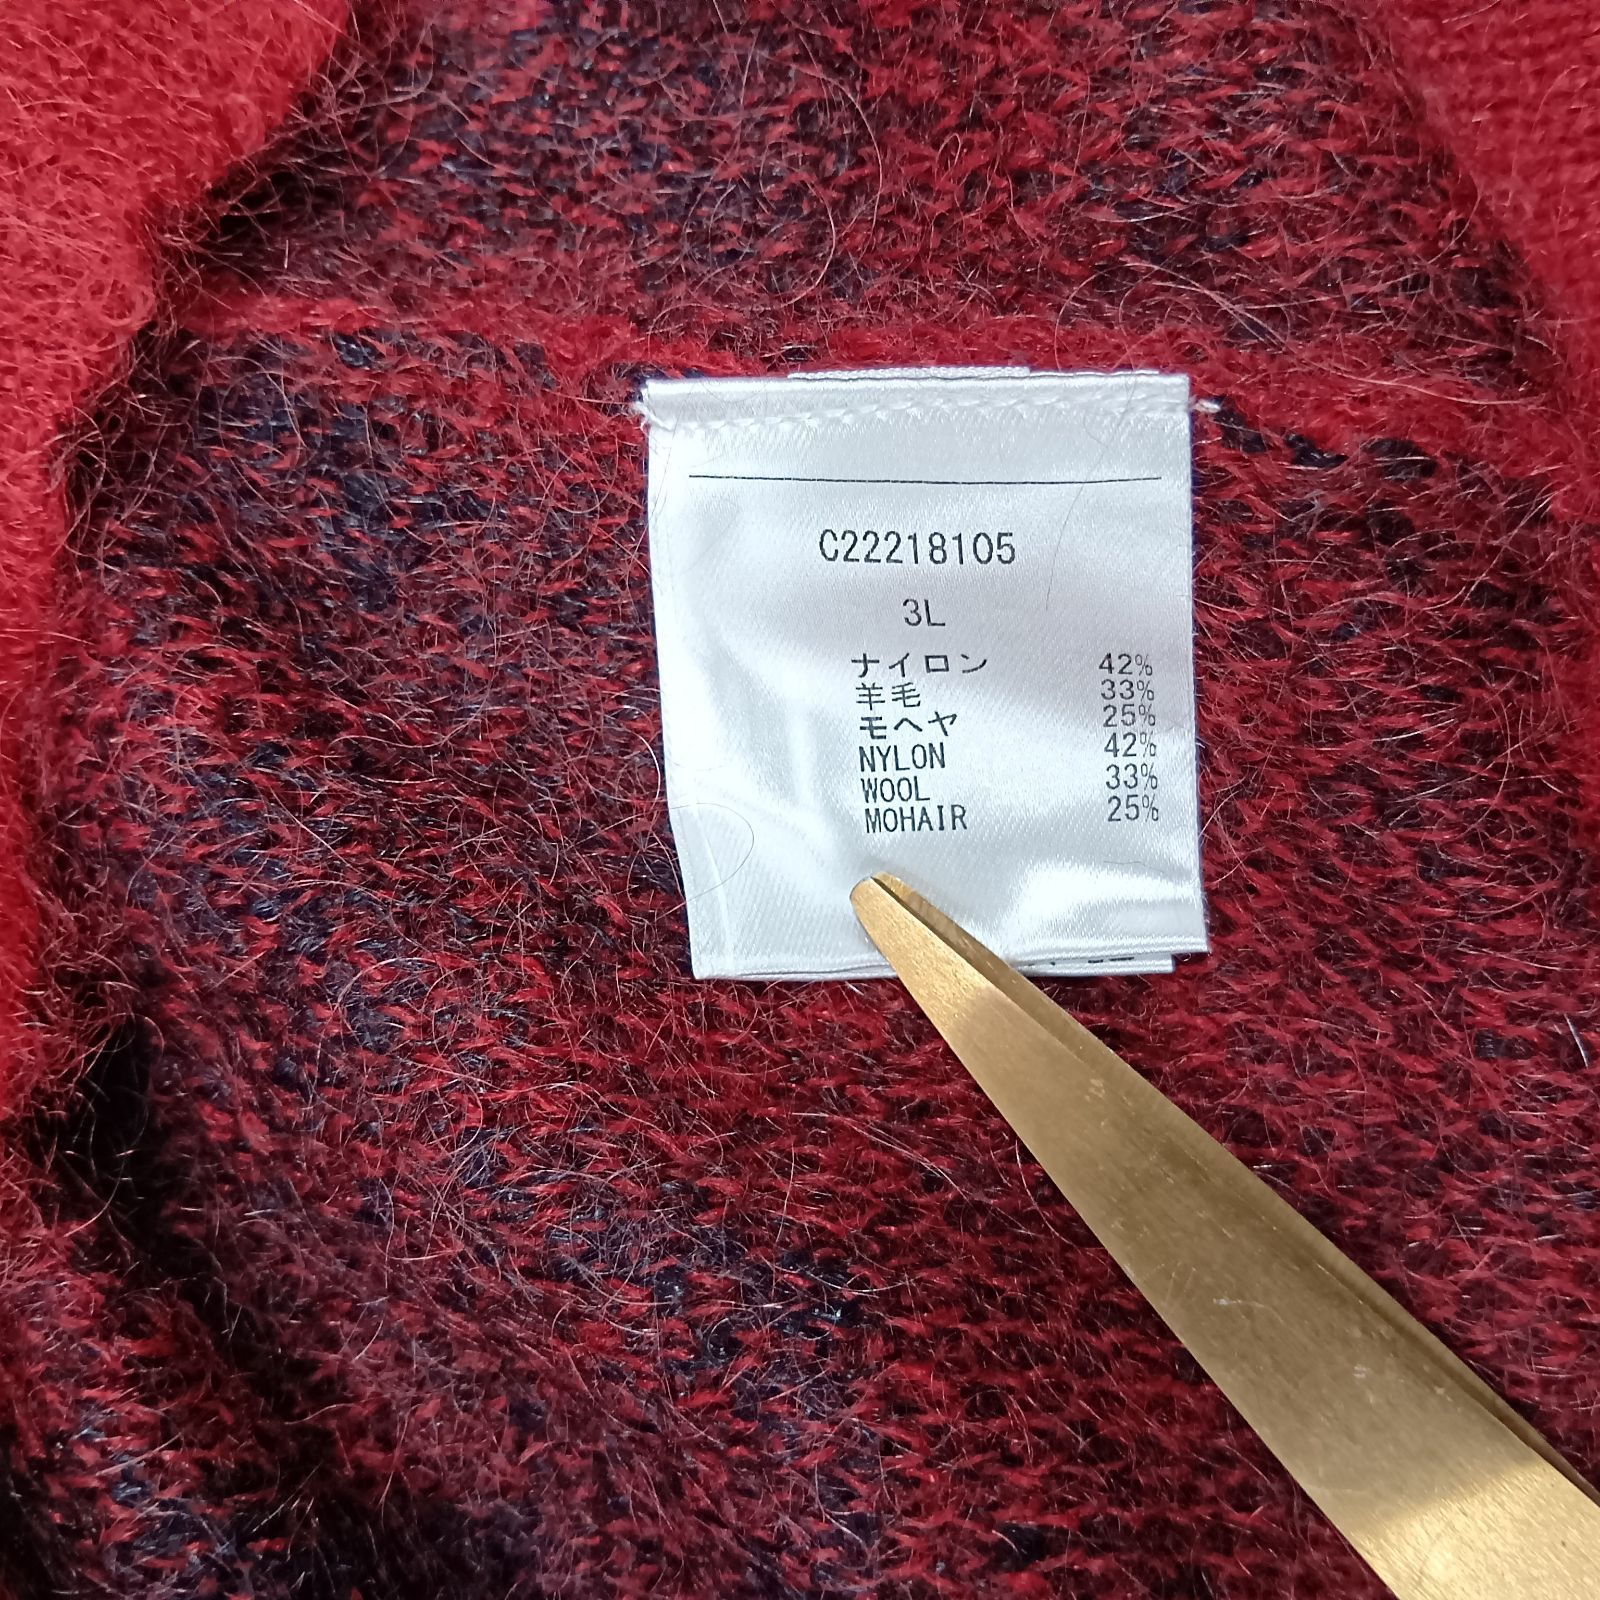 C22218105
3L
ナイロン 42%
羊毛 33%
モヘヤ 25%
NYLON 42%
WOOL 33%
MOHAIR 25%